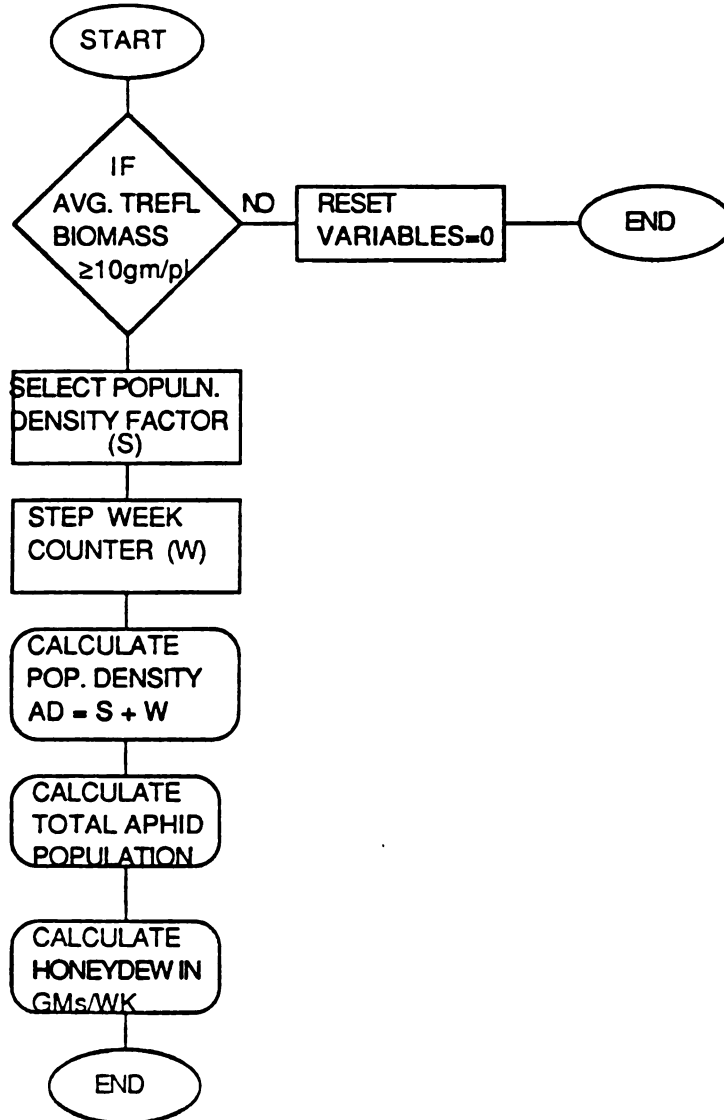 START
IF
AVG. TREFL
BIOMASS
≥10gm/pl
NO
RESET
VARIABLES=0
END
SELECT POPULN.
DENSITY FACTOR
(S)
STEP WEEK
COUNTER (W)
CALCULATE
POP. DENSITY
AD = S + W
CALCULATE
TOTAL APHID
POPULATION
CALCULATE
HONEYDEW IN
GMs/WK
END